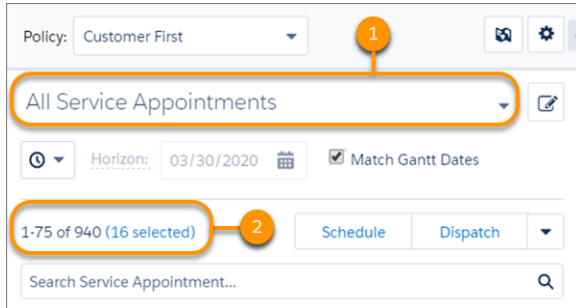 Policy: Customer First
1
All Service Appointments
Horizon: 03/30/2020 Match Gantt Dates
1-75 of 940 (16 selected) 2 Schedule Dispatch
Search Service Appointment...